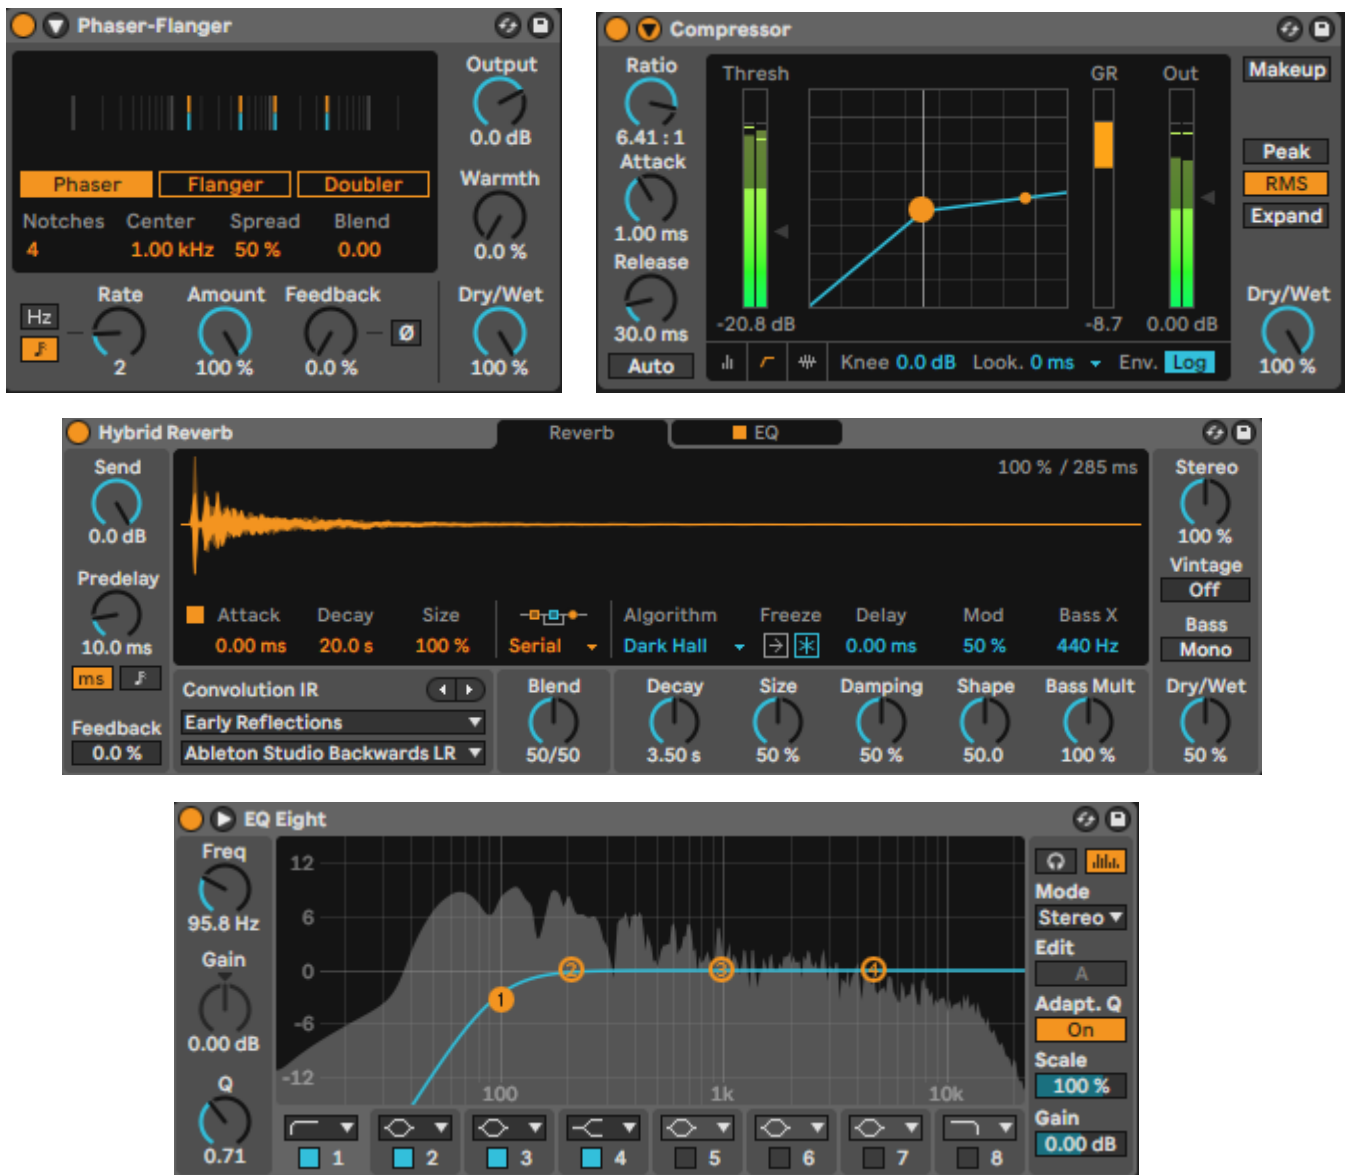 Phaser-Flanger
Output
0.0 dB
Phaser Flanger Doubler
Warmth
0.0 %
Notches Center Spread Blend
4 1.00 kHz 50 % 0.00
Rate Amount Feedback Dry/Wet
Hz
Ø
2 100 % 0.0 % 100 %
Compressor
Ratio
6.41 : 1
Attack
1.00 ms
Release
30.0 ms
Auto
Thresh GR Out
-20.8 dB -8.7 0.00 dB
Knee 0.0 dB Look. 0 ms Env. Log
Makeup
Peak
RMS
Expand
Dry/Wet
100 %
Hybrid Reverb Reverb EQ
Send
0.0 dB
Predelay
10.0 ms
ms
Feedback
0.0 %
100 % / 285 ms
Attack Decay Size Algorithm Freeze Delay Mod Bass X
0.00 ms 20.0 s 100 % Serial Dark Hall 0.00 ms 50 % 440 Hz
Convolution IR
Early Reflections
Ableton Studio Backwards LR
Blend Decay Size Damping Shape Bass Mult
50/50 3.50 s 50 % 50 % 50.0 100 %
Stereo
100 %
Vintage
Off
Bass
Mono
Dry/Wet
50 %
EQ Eight
Freq
95.8 Hz
Gain
0.00 dB
Q
0.71
12
6
0
-6
-12
1 2 3 4
100 1k 10k
1 2 3 4 5 6 7 8
Mode
Stereo
Edit
A
Adapt. Q
On
Scale
100 %
Gain
0.00 dB